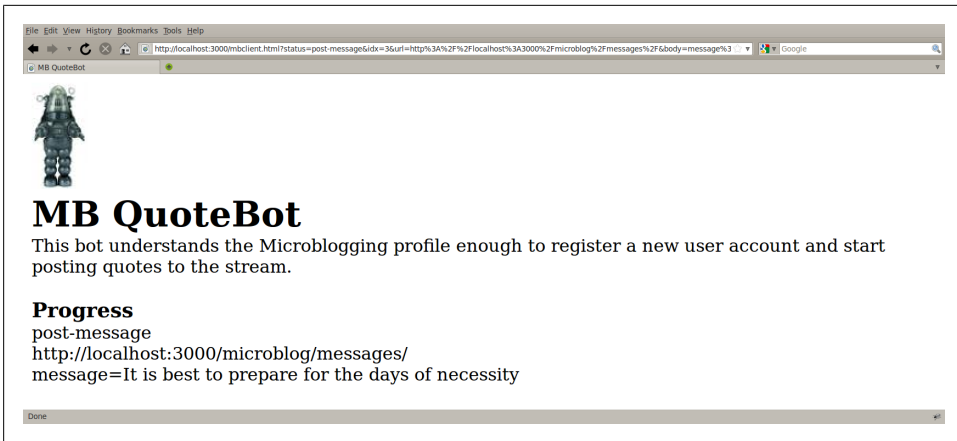 File Edit View History Bookmarks Tools Help
http://localhost:3000/mbclient.html?status=post-message&idx=3&url=http%3A%2F%2Flocalhost%3A3000%2Fmicroblog%2Fmessages%2F&body=message%3
Google
MB QuoteBot
MB QuoteBot
This bot understands the Microblogging profile enough to register a new user account and start
posting quotes to the stream.
Progress
post-message
http://localhost:3000/microblog/messages/
message=It is best to prepare for the days of necessity
Done